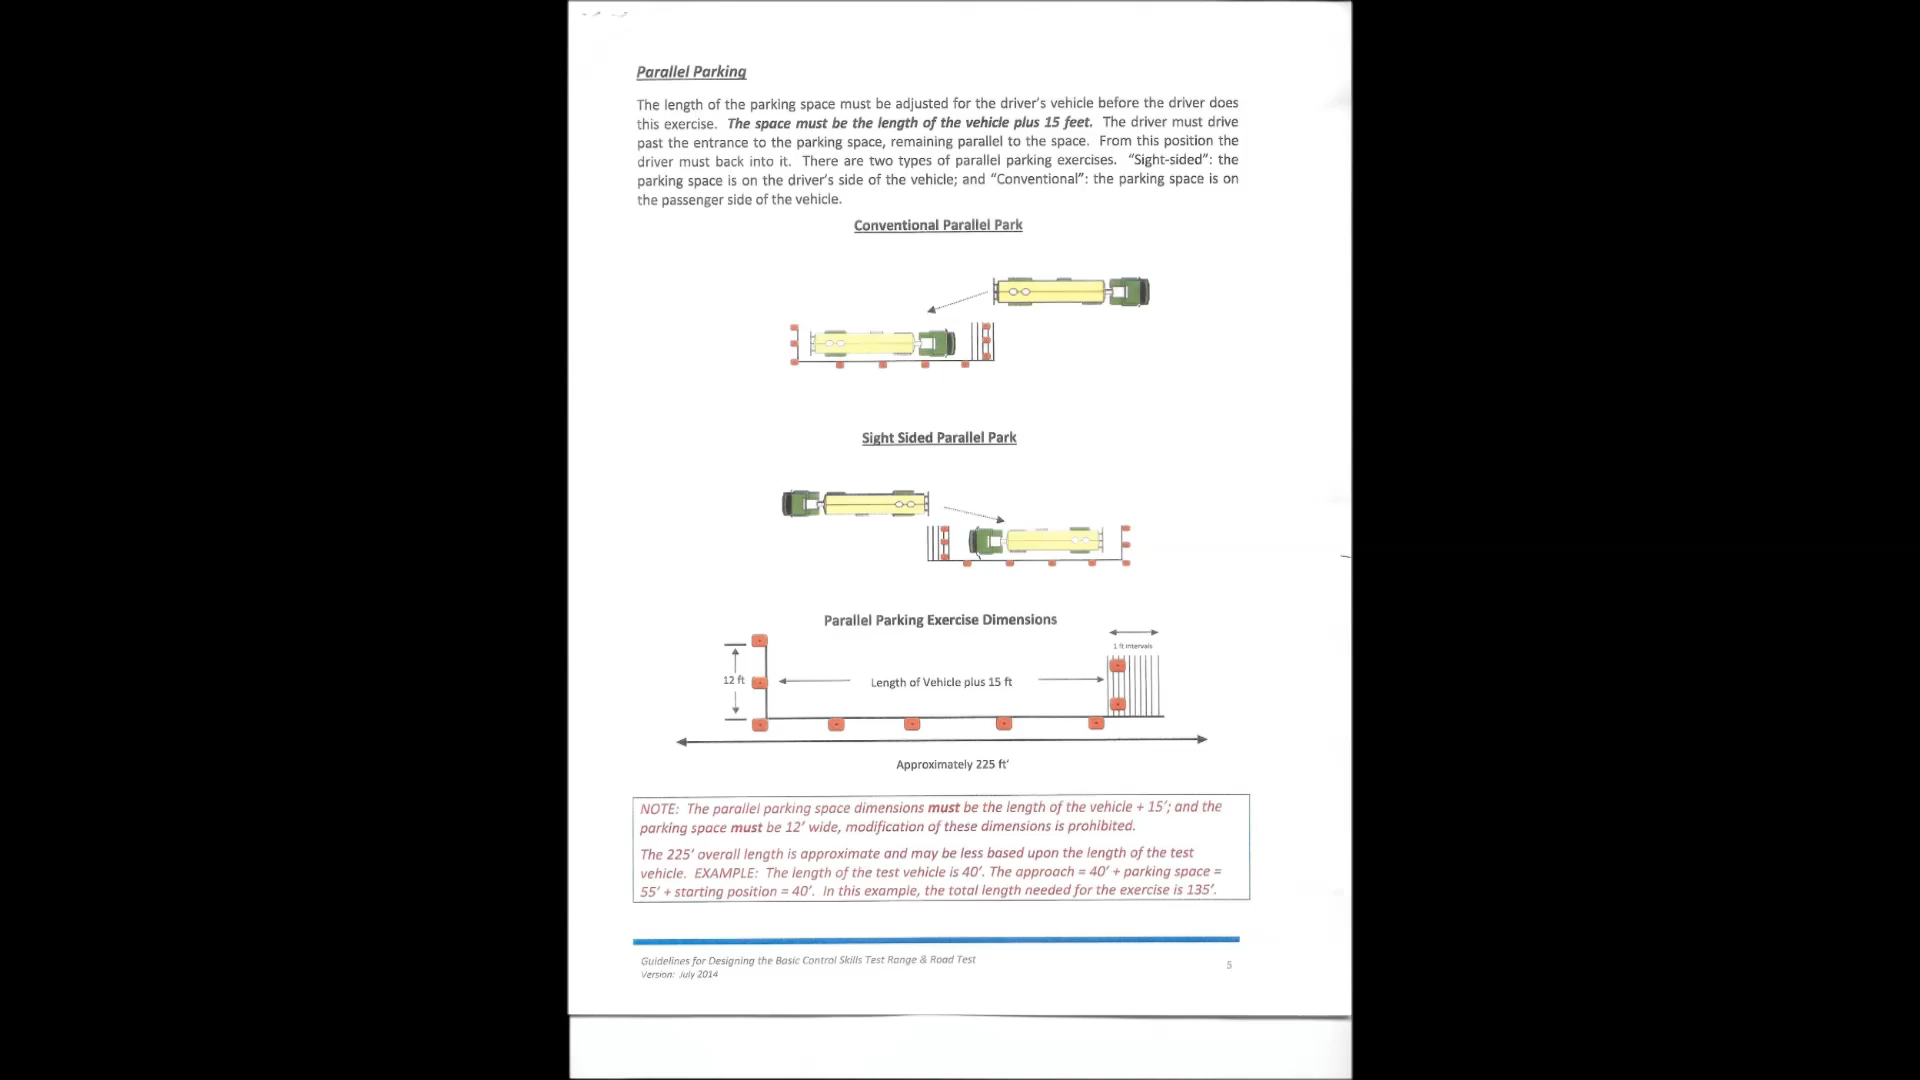 Parallel Parking
The length of the parking space must be adjusted for the driver's vehicle before the driver does
this exercise. The space must be the length of the vehicle plus 15 feet. The driver must drive
past the entrance to the parking space, remaining parallel to the space. From this position the
driver must back into it. There are two types of parallel parking exercises. "Sight-sided": the
parking space is on the driver's side of the vehicle; and "Conventional": the parking space is on
the passenger side of the vehicle.
Conventional Parallel Park
Sight Sided Parallel Park
Parallel Parking Exercise Dimensions
1 ft intervals
12 ft
Length of Vehicle plus 15 ft
Approximately 225 ft'
NOTE: The parallel parking space dimensions must be the length of the vehicle + 15'; and the
parking space must be 12' wide, modification of these dimensions is prohibited.
The 225' overall length is approximate and may be less based upon the length of the test
vehicle. EXAMPLE: The length of the test vehicle is 40'. The approach = 40' + parking space =
55' + starting position = 40'. In this example, the total length needed for the exercise is 135'.
Guidelines for Designing the Basic Control Skills Test Range & Road Test
Version: July 2014
5